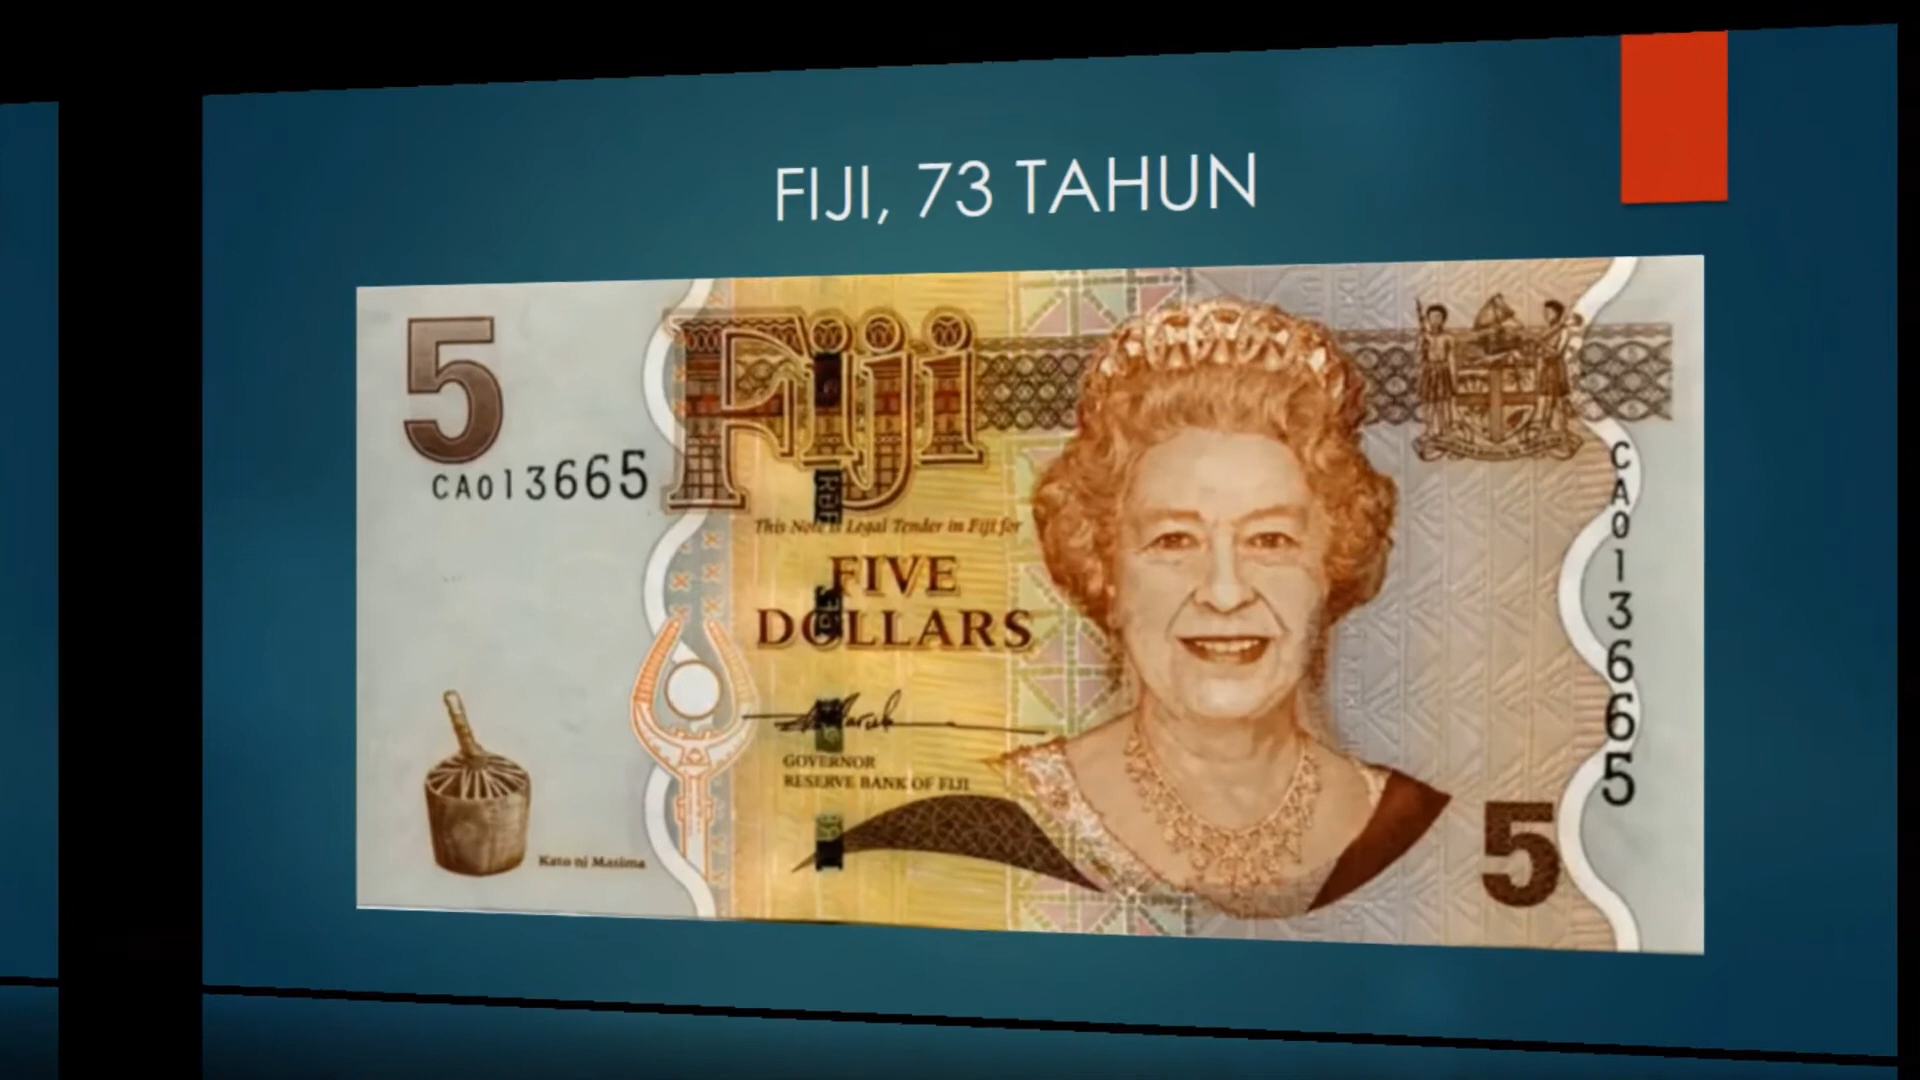 FIJI, 73 TAHUN
5
Fiji
CA013665
This Note is Legal Tender in Fiji for
FIVE
DOLLARS
GOVERNOR
RESERVE BANK OF FIJI
Kato ni Masima
CA013665
5